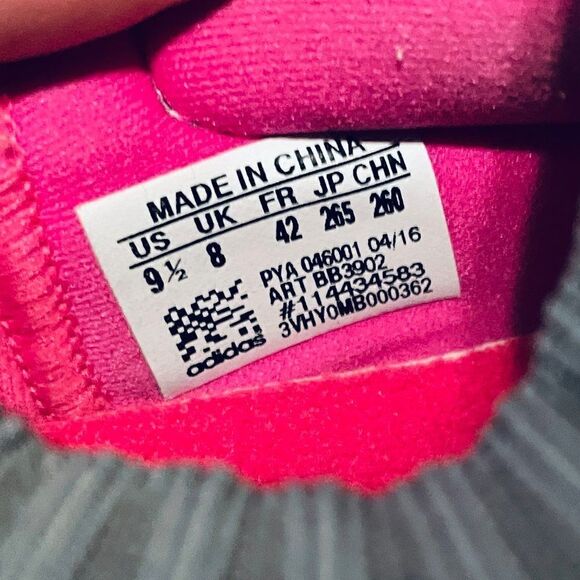 MADE IN CHINA
US UK FR JP CHN
9½ 8 42 265 260
PYA 046001 04/16
ART BB3902
#114434583
3VHY0MB000362
adidas